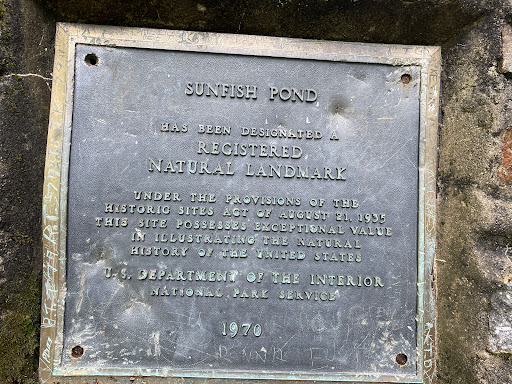 SUNFISH POND
HAS BEEN DESIGNATED A
REGISTERED
NATURAL LANDMARK
UNDER THE PROVISIONS OF THE
HISTORIC SITES ACT OF AUGUST 21, 1935
THIS SITE POSSESSES EXCEPTIONAL VALUE
IN ILLUSTRATING THE NATURAL
HISTORY OF THE UNITED STATES
U.S. DEPARTMENT OF THE INTERIOR
NATIONAL PARK SERVICE
1970